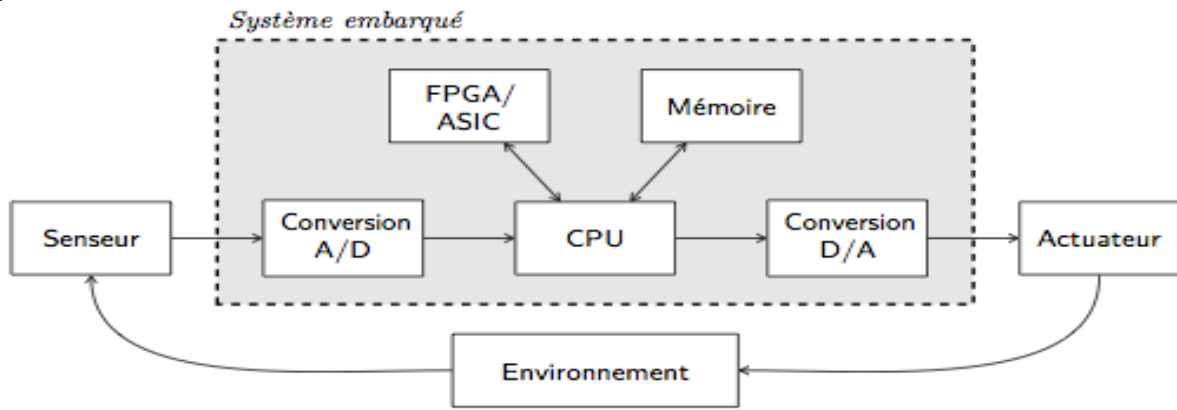 Système embarqué
FPGA/
ASIC
Mémoire
Senseur
Conversion
A/D
CPU
Conversion
D/A
Actuateur
Environnement